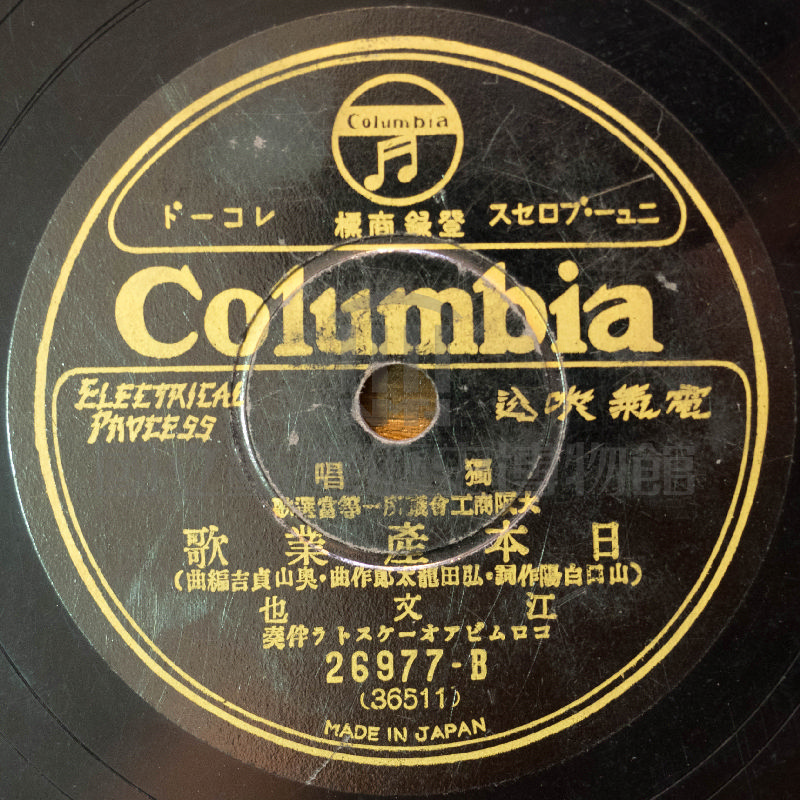 Columbia
ニュー・プロセス 登録商標 レコード
Columbia
ELECTRICAL
PROCESS
電氣吹込
獨唱
大阪商工會議所一等當選歌
日本產業歌
(山口白陽作詞・弘田龍太郎作曲・奥山貞吉編曲)
江文也
コロムビアオーケストラ伴奏
26977-B
(36511)
MADE IN JAPAN
博物館